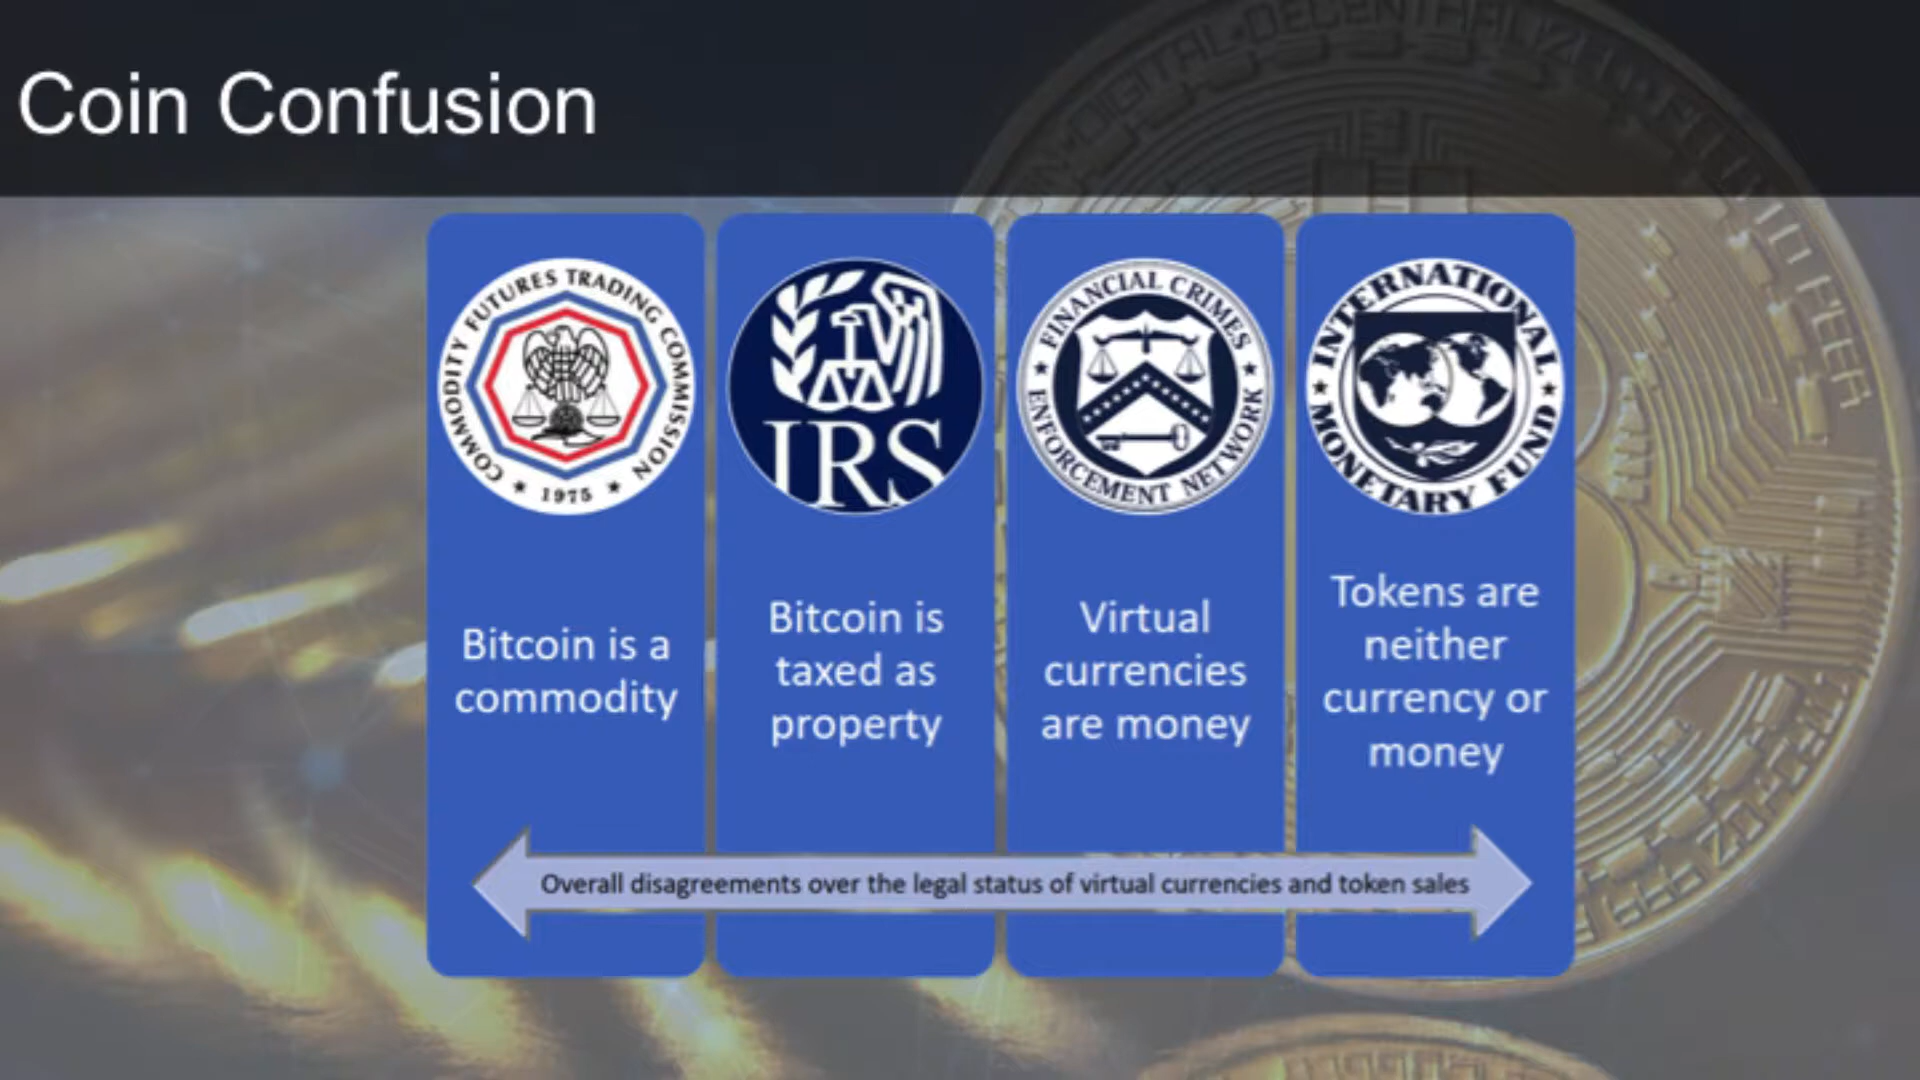 Coin Confusion
COMMODITY FUTURES TRADING COMMISSION
★ 1975 ★
IRS
FINANCIAL CRIMES
ENFORCEMENT NETWORK
INTERNATIONAL
MONETARY FUND
Bitcoin is a
commodity
Bitcoin is
taxed as
property
Virtual
currencies
are money
Tokens are
neither
currency or
money
Overall disagreements over the legal status of virtual currencies and token sales